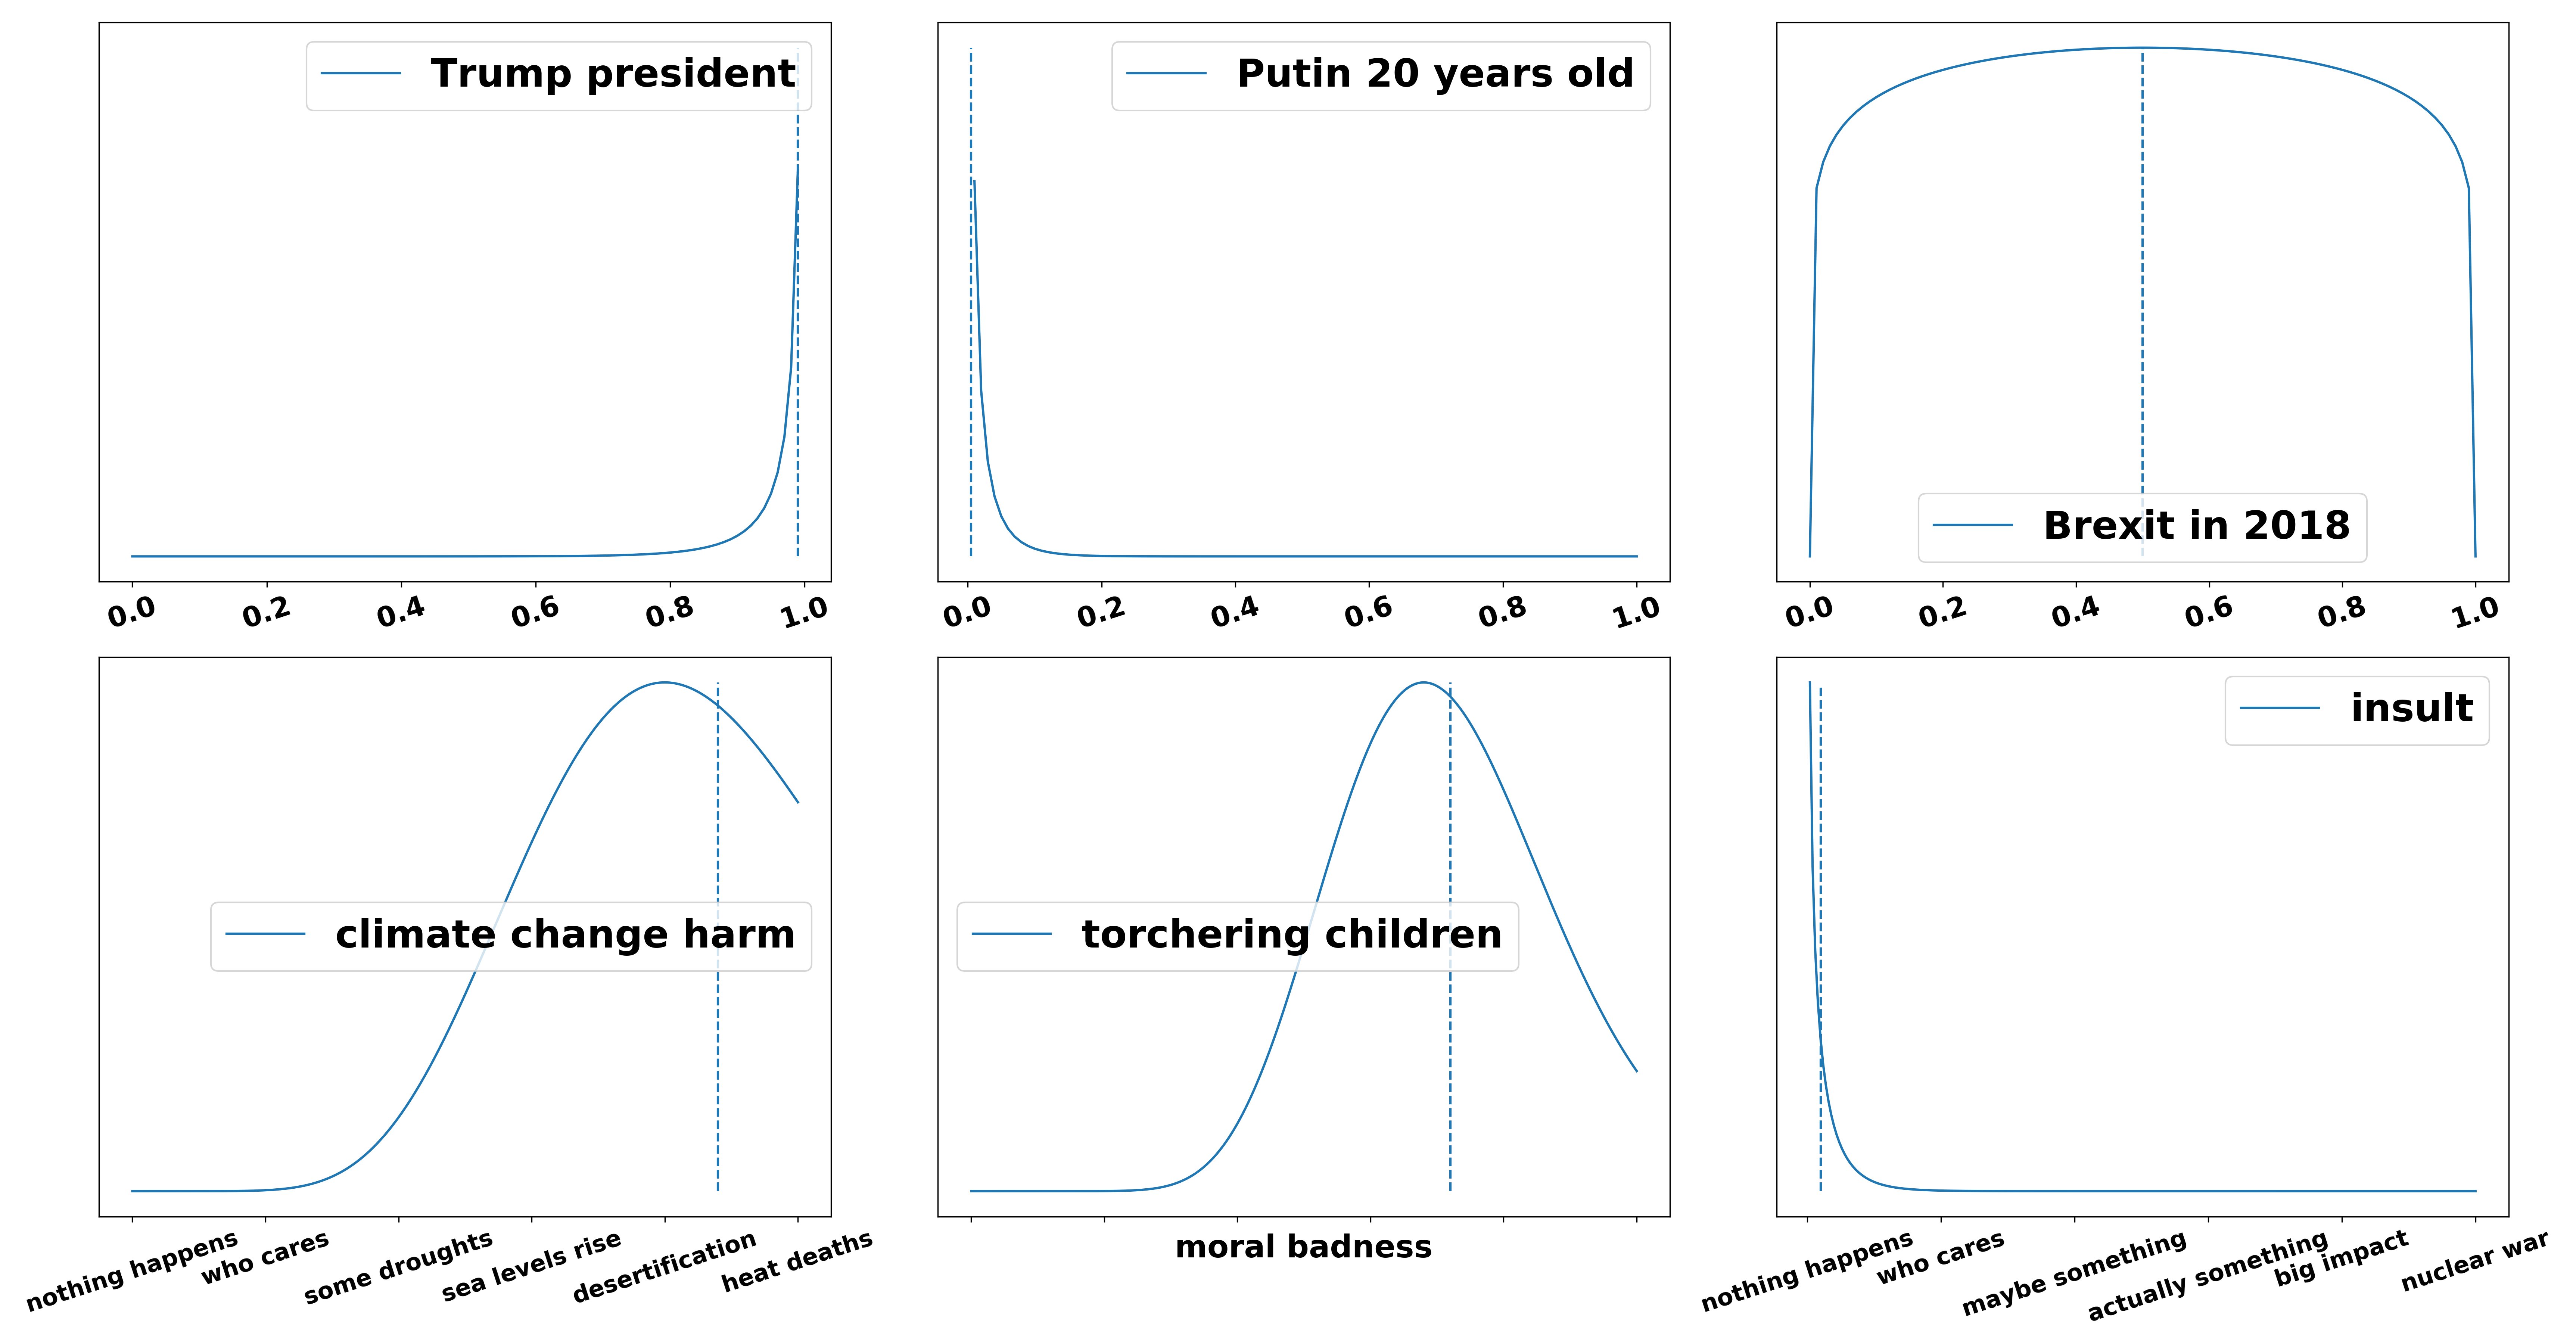 Trump president
0.0 0.2 0.4 0.6 0.8 1.0
Putin 20 years old
0.0 0.2 0.4 0.6 0.8 1.0
Brexit in 2018
0.0 0.2 0.4 0.6 0.8 1.0
climate change harm
nothing happens
who cares
some droughts
sea levels rise
desertification
heat deaths
torchering children
moral badness
insult
nothing happens
who cares
maybe something
actually something
big impact
nuclear war